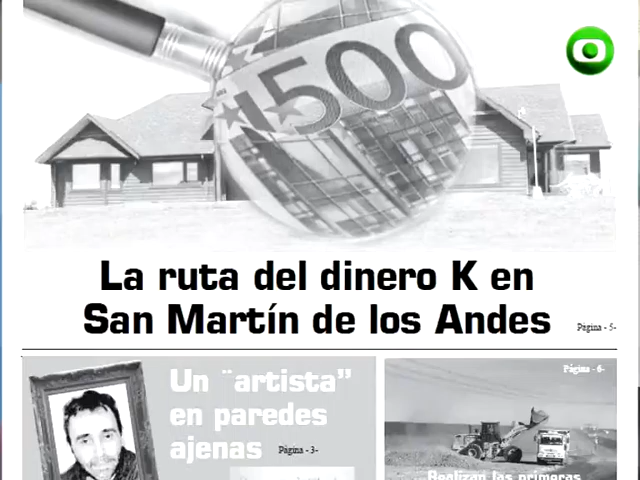 500
La ruta del dinero K en
San Martín de los Andes
Página - 5-
Un ¨artista”
en paredes
ajenas
Página - 3-
Página - 6-
...Realizan las primeras